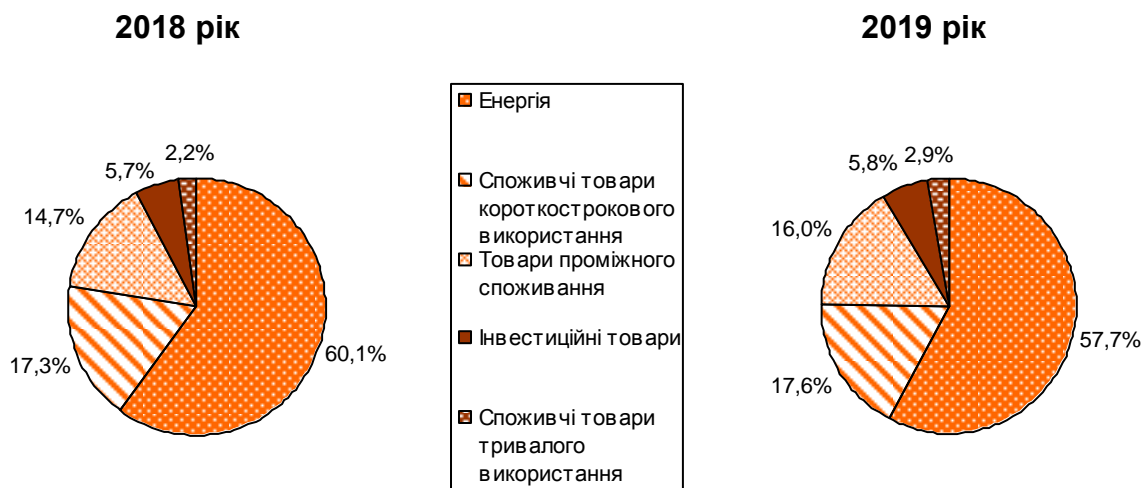 2018 рік
2019 рік
2,2%
5,7%
14,7%
17,3%
60,1%
Енергія
Споживчі товари
короткострокового
використання
Товари проміжного
споживання
Інвестиційні товари
Споживчі товари
тривалого
використання
2,9%
5,8%
16,0%
17,6%
57,7%